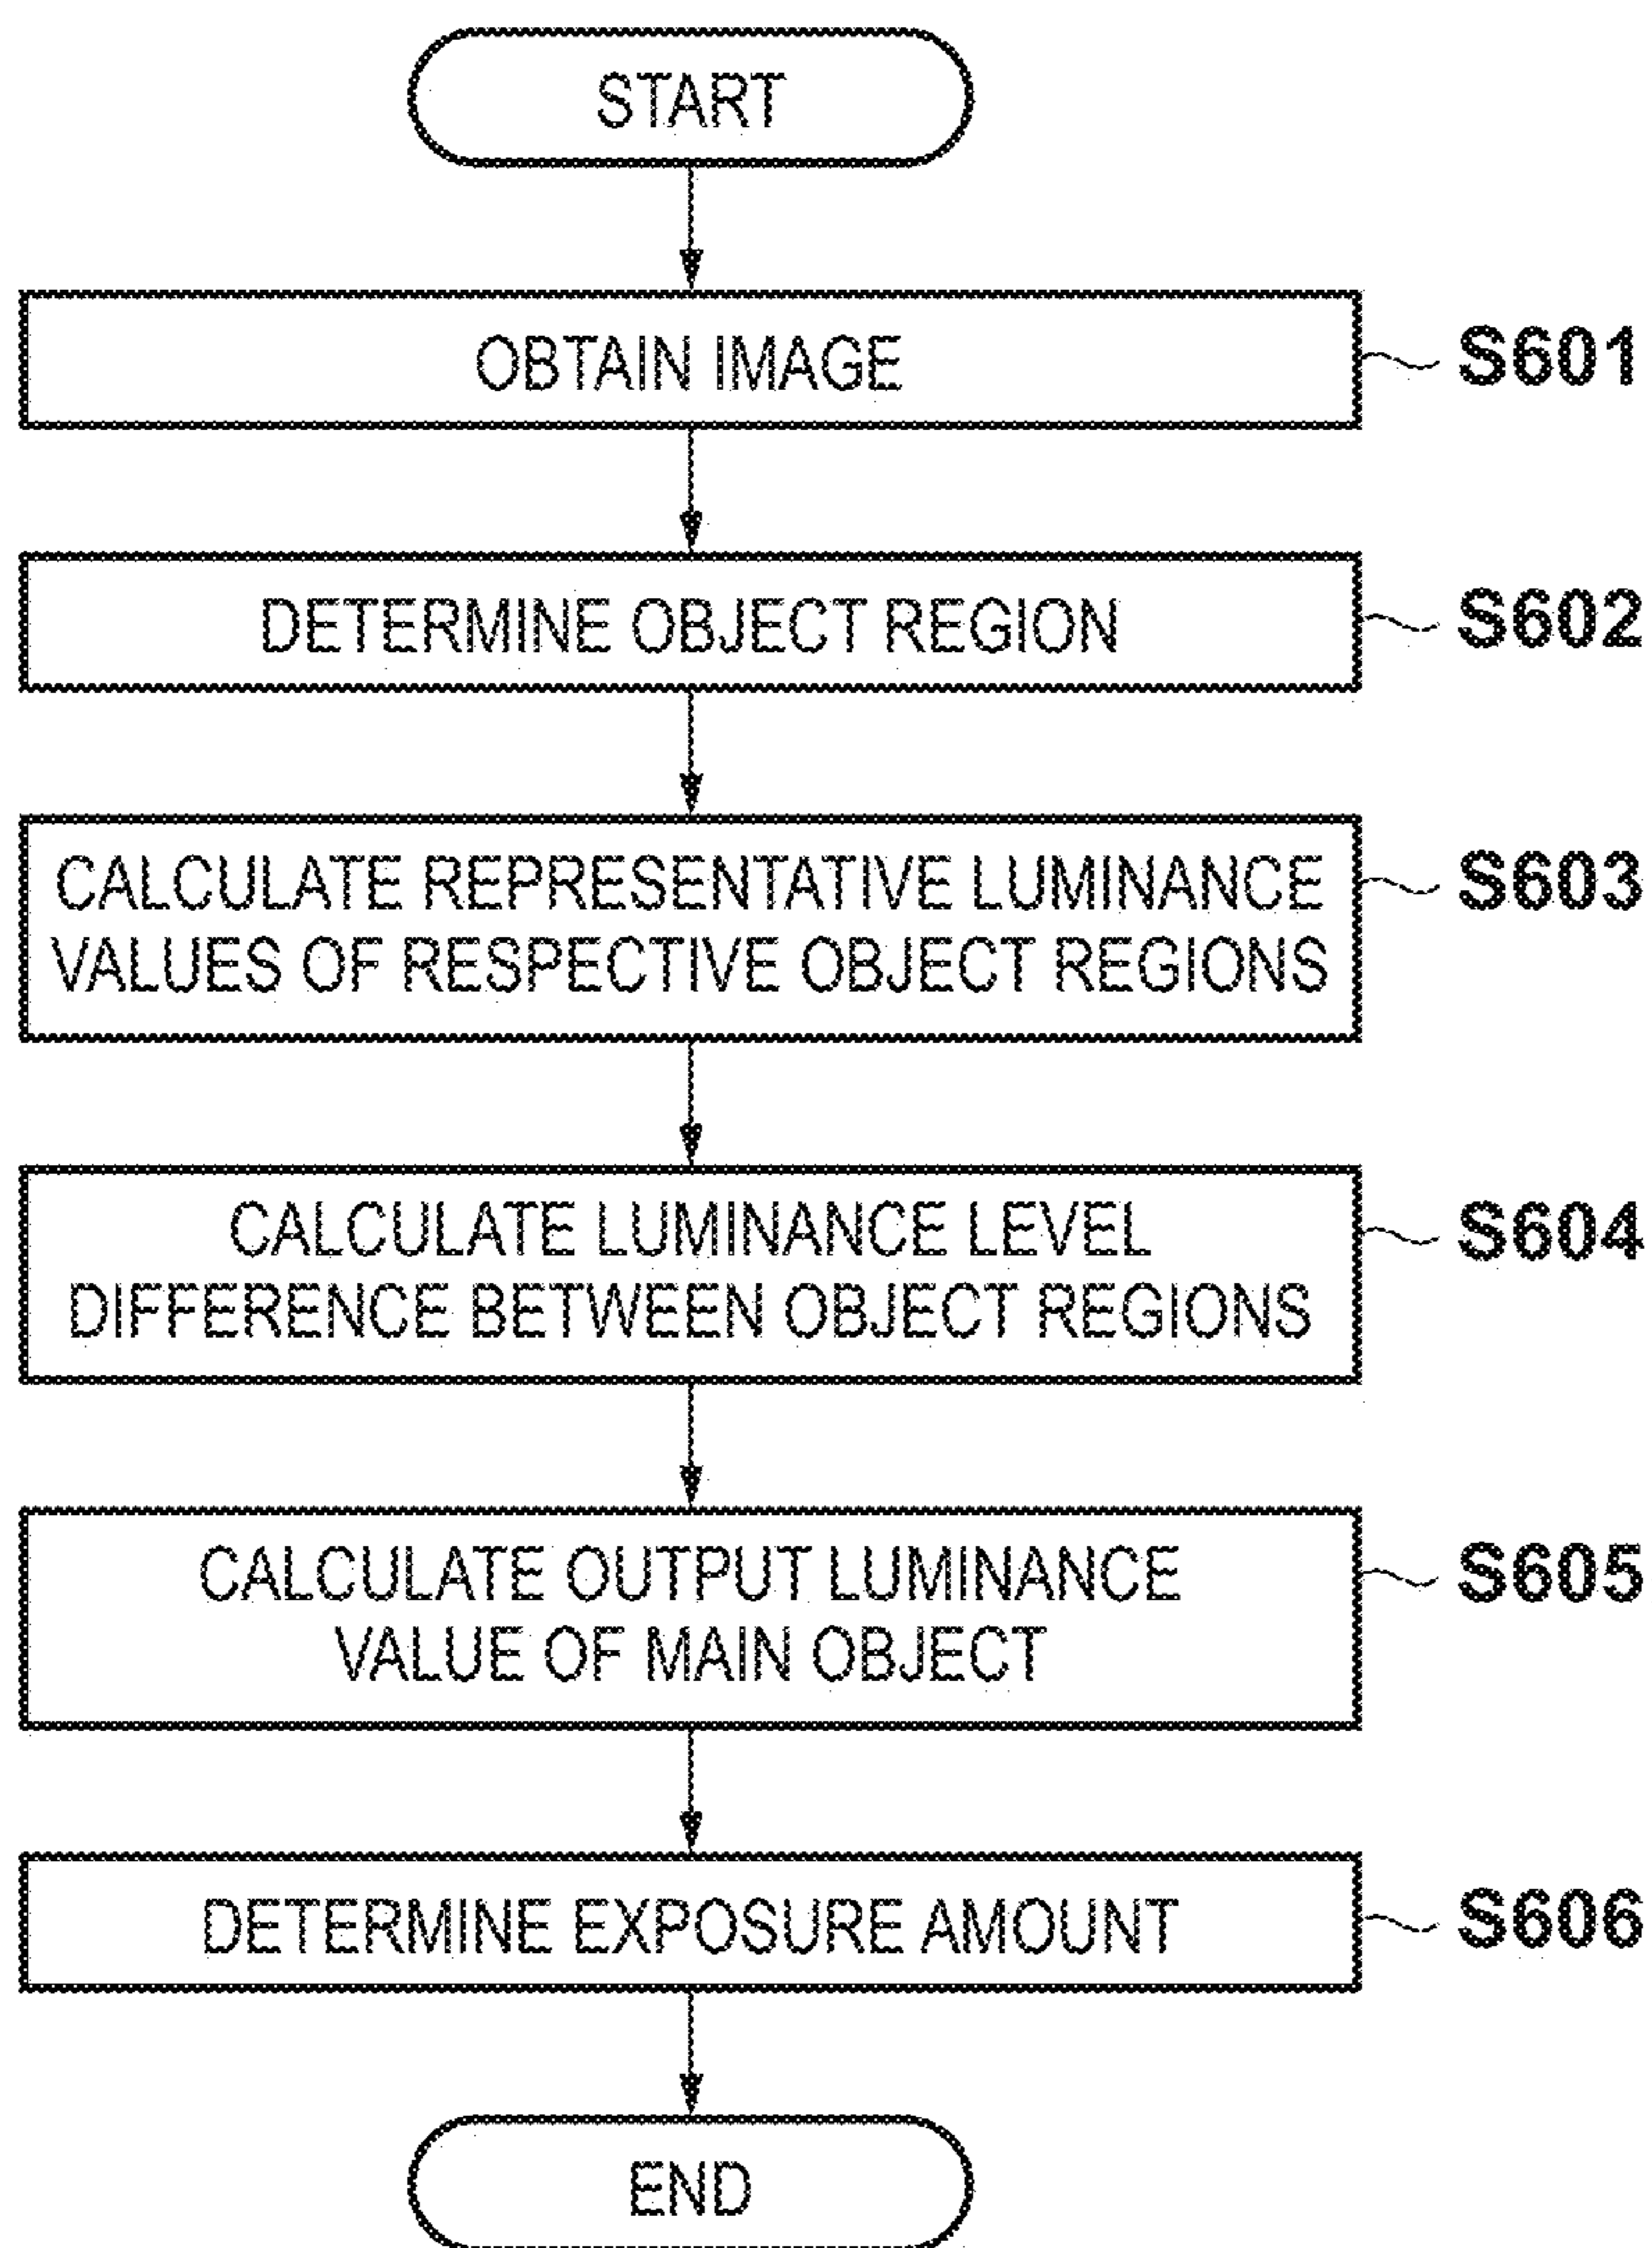 START
OBTAIN IMAGE
S601
DETERMINE OBJECT REGION
S602
CALCULATE REPRESENTATIVE LUMINANCE
VALUES OF RESPECTIVE OBJECT REGIONS
S603
CALCULATE LUMINANCE LEVEL
DIFFERENCE BETWEEN OBJECT REGIONS
S604
CALCULATE OUTPUT LUMINANCE
VALUE OF MAIN OBJECT
S605
DETERMINE EXPOSURE AMOUNT
S606
END